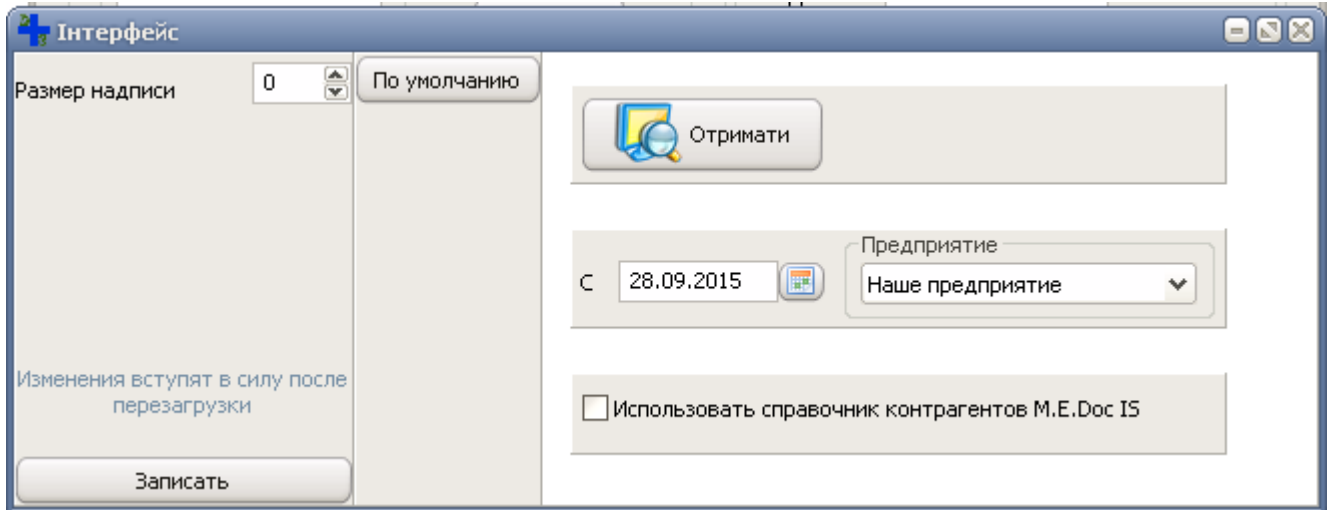 Інтерфейс
Размер надписи
0
По умолчанию
Отримати
С
28.09.2015
Предприятие
Наше предприятие
Использовать справочник контрагентов M.E.Doc IS
Изменения вступят в силу после
перезагрузки
Записать